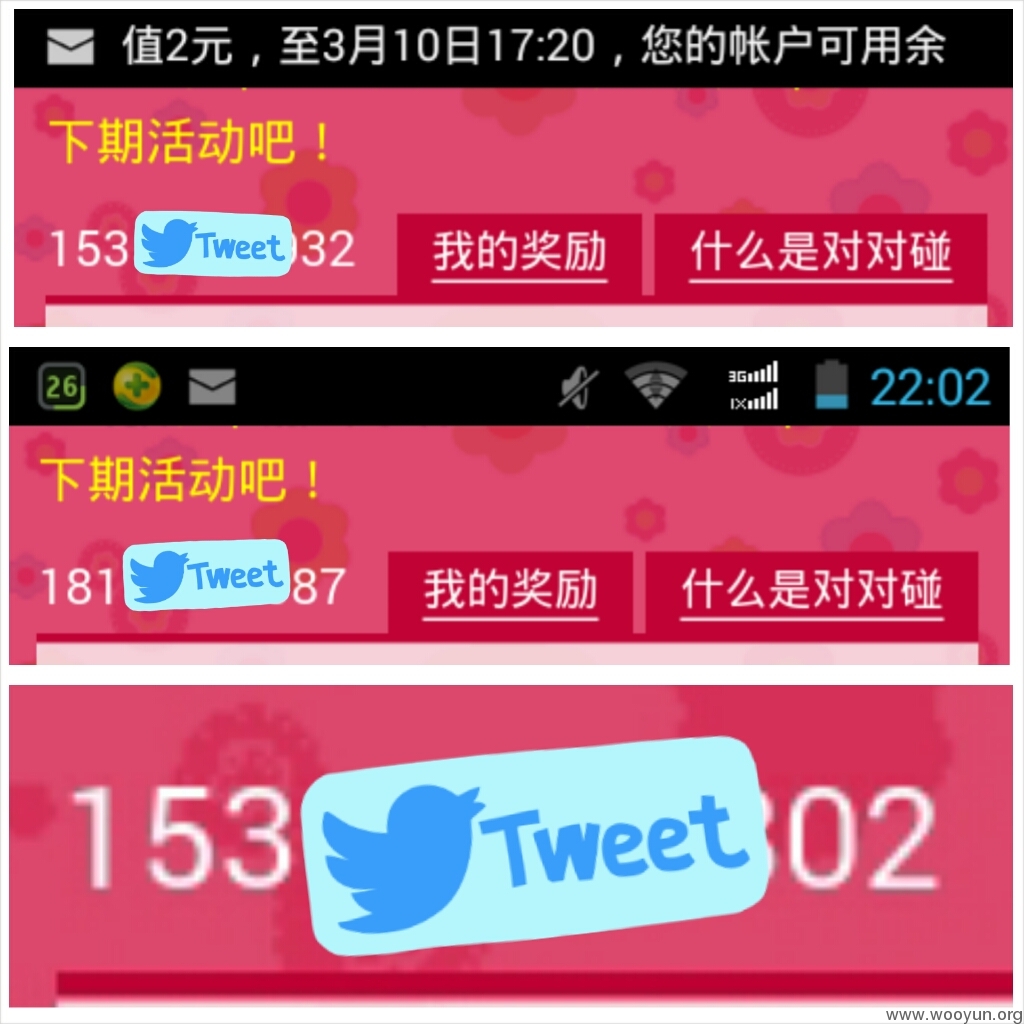 值2元，至3月10日17:20，您的帐户可用余
下期活动吧！
153 Tweet 932 我的奖励 什么是对对碰
26 3G 1X 22:02
下期活动吧！
181 Tweet 87 我的奖励 什么是对对碰
153 Tweet 302
www.wooyun.org